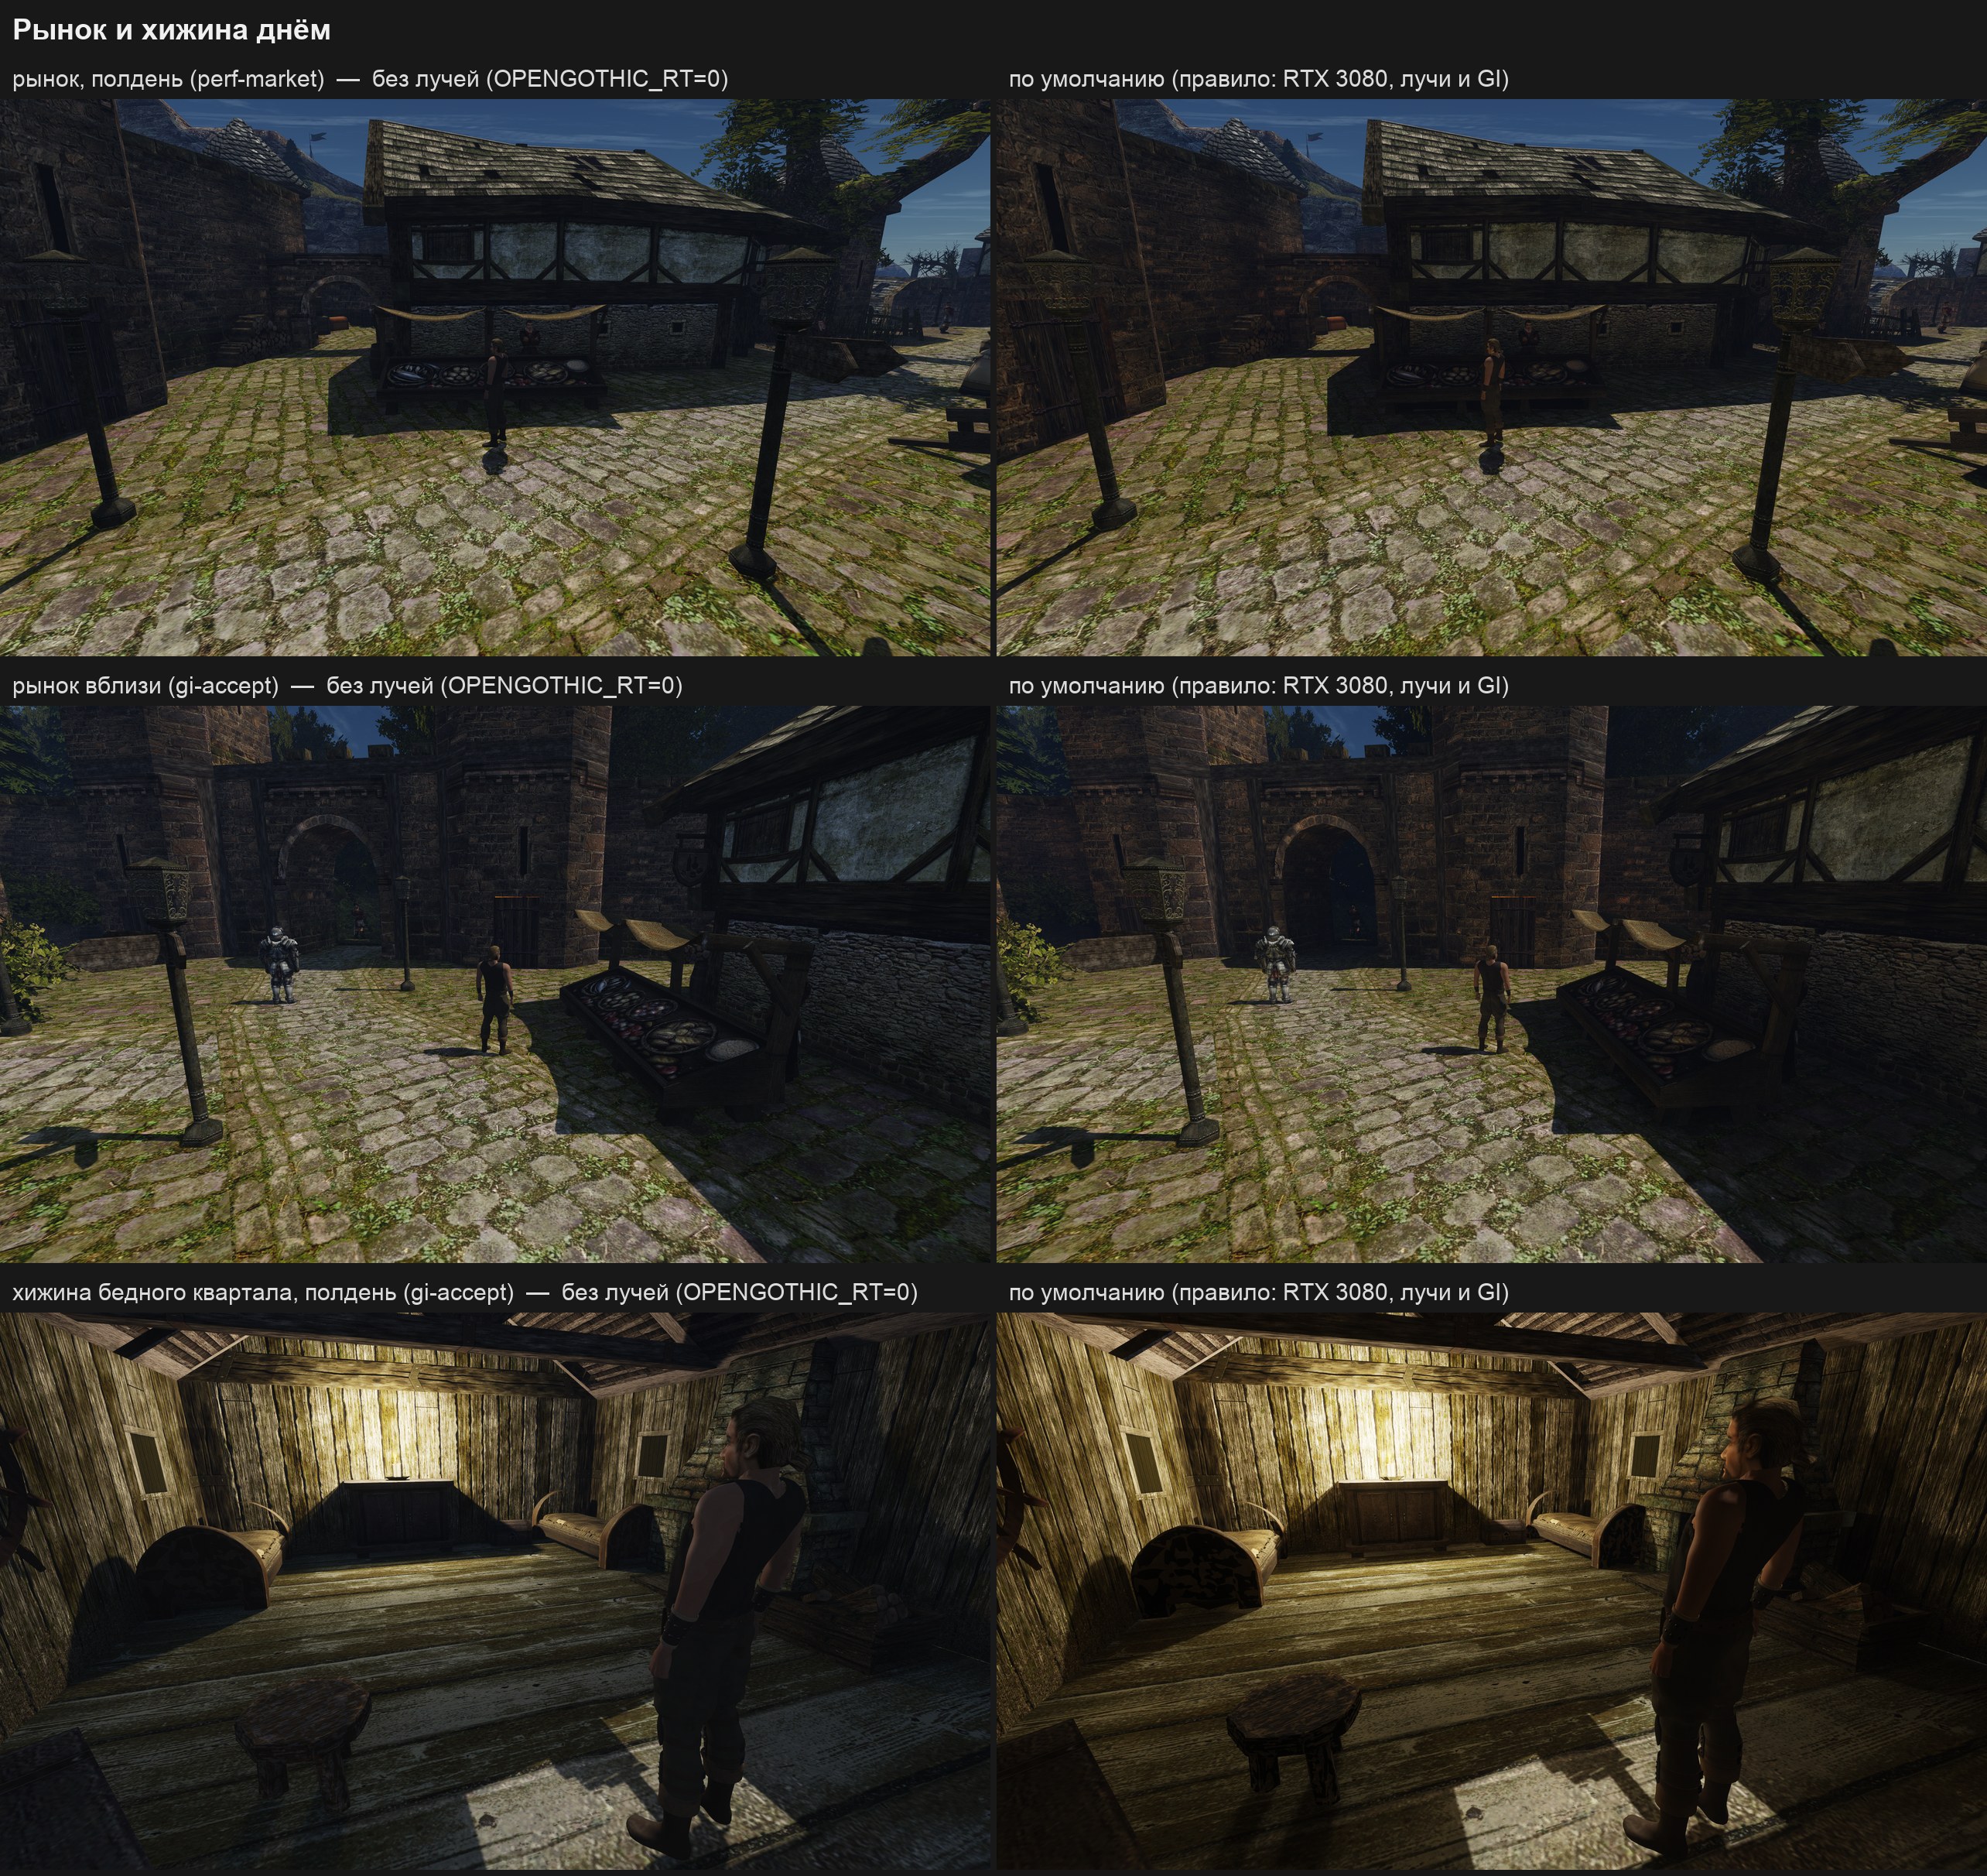 Рынок и хижина днём
рынок, полдень (perf-market) — без лучей (OPENGOTHIC_RT=0)
по умолчанию (правило: RTX 3080, лучи и GI)
рынок вблизи (gi-accept) — без лучей (OPENGOTHIC_RT=0)
по умолчанию (правило: RTX 3080, лучи и GI)
хижина бедного квартала, полдень (gi-accept) — без лучей (OPENGOTHIC_RT=0)
по умолчанию (правило: RTX 3080, лучи и GI)